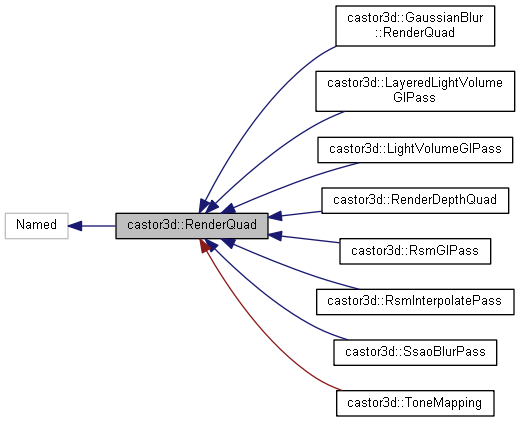 castor3d::GaussianBlur
::RenderQuad
castor3d::LayeredLightVolume
GIPass
castor3d::LightVolumeGIPass
castor3d::RenderDepthQuad
Named
castor3d::RenderQuad
castor3d::RsmGIPass
castor3d::RsmInterpolatePass
castor3d::SsaoBlurPass
castor3d::ToneMapping